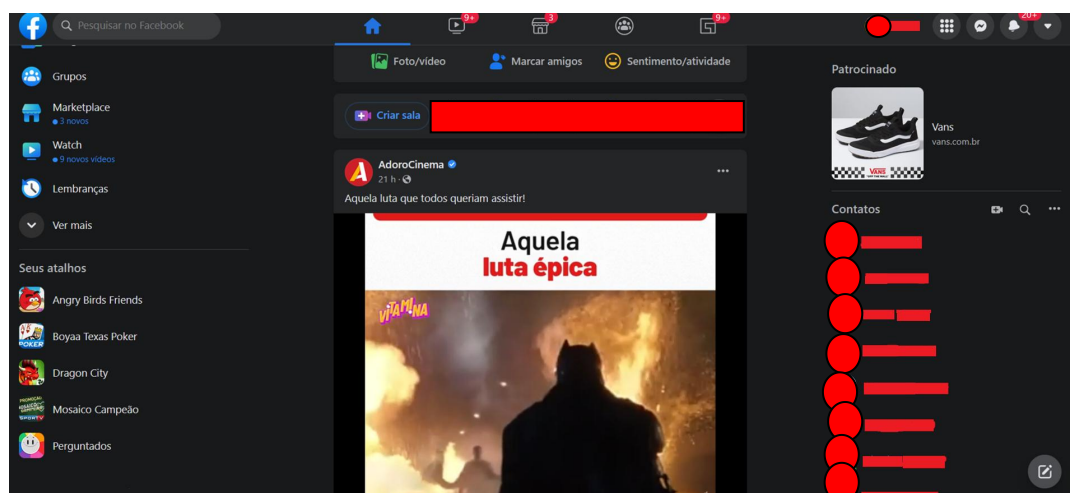 Pesquisar no Facebook
9+
3
9+
20+
Grupos
Marketplace
3 novos
Watch
9 novos vídeos
Lembranças
Ver mais
Seus atalhos
Angry Birds Friends
Boyaa Texas Poker
Dragon City
Mosaico Campeão
Perguntados
Foto/vídeo
Marcar amigos
Sentimento/atividade
Criar sala
AdoroCinema
21 h ·
Aquela luta que todos queriam assistir!
Aquela
luta épica
VITAMINA
Patrocinado
VANS
Vans
vans.com.br
Contatos